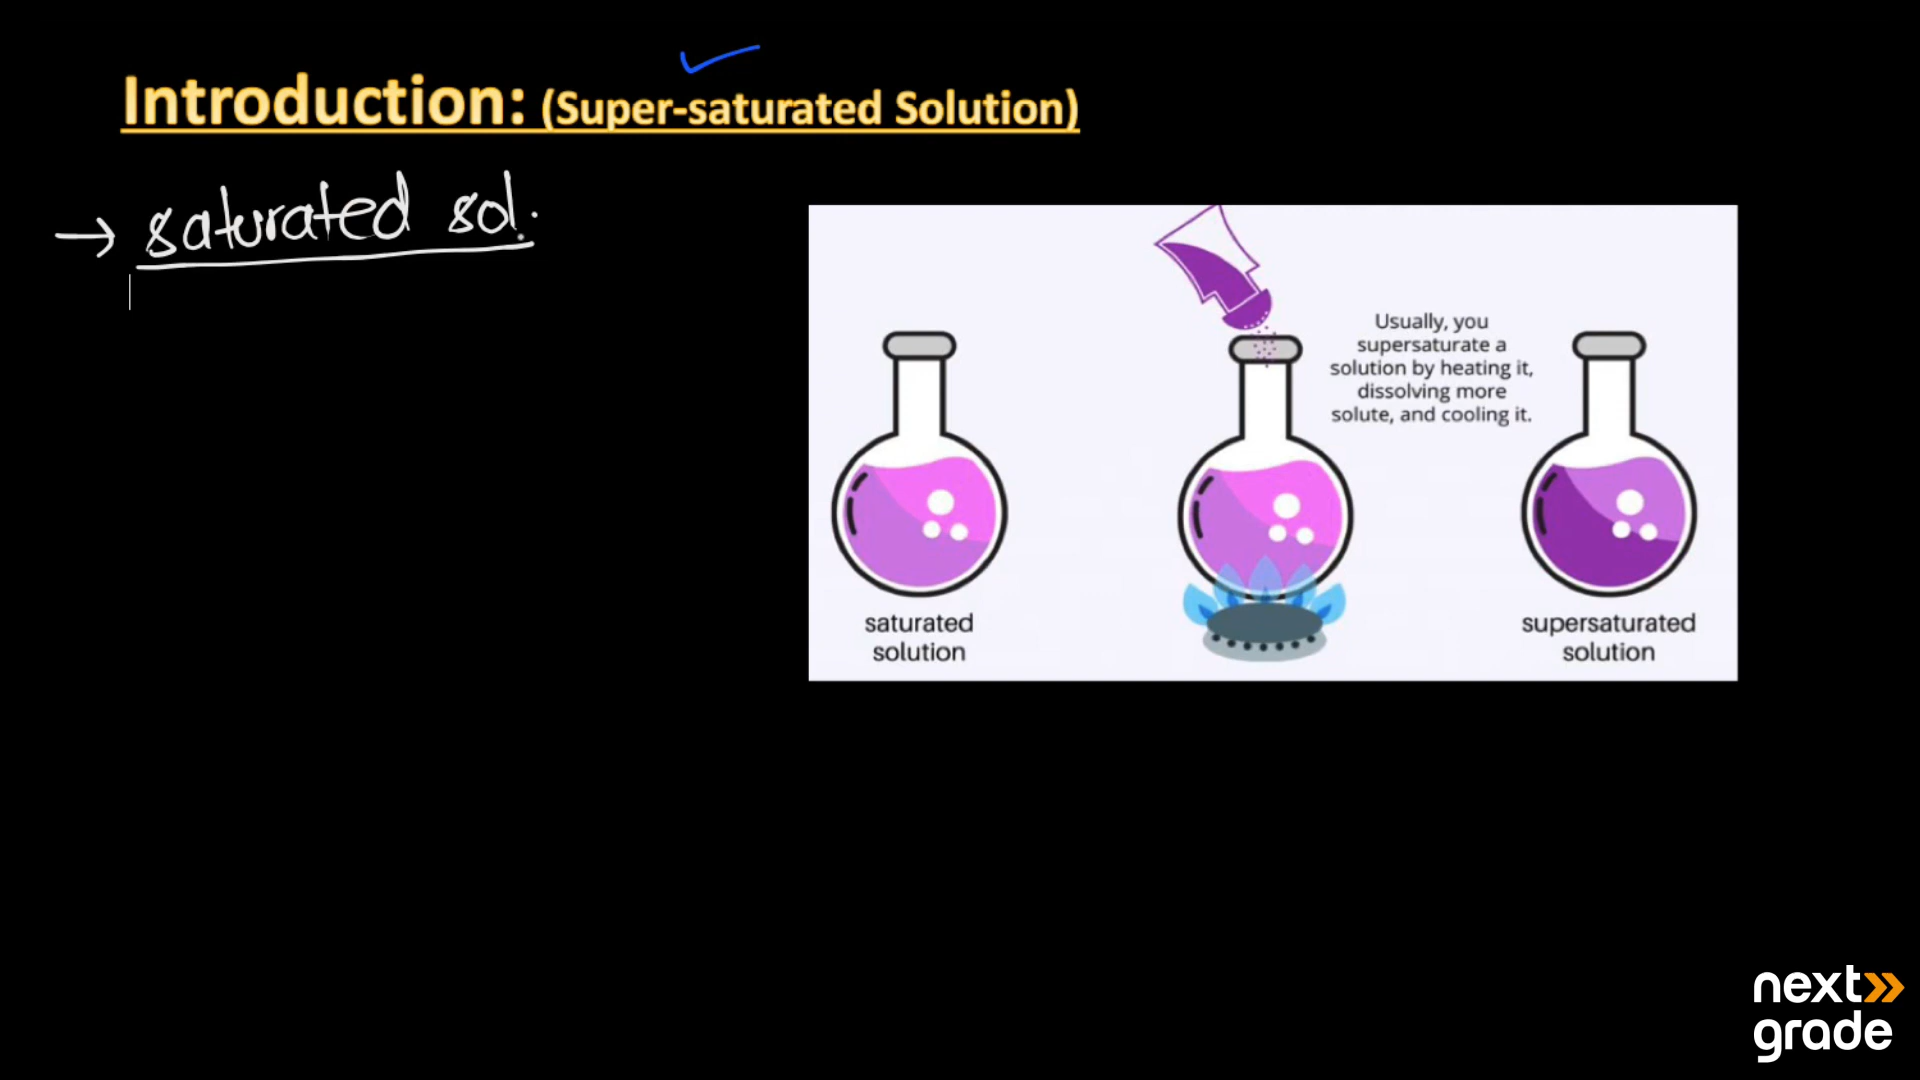 Introduction: (Super-saturated Solution)
→ saturated sol.
Usually, you
supersaturate a
solution by heating it,
dissolving more
solute, and cooling it.
saturated
solution
supersaturated
solution
next
grade